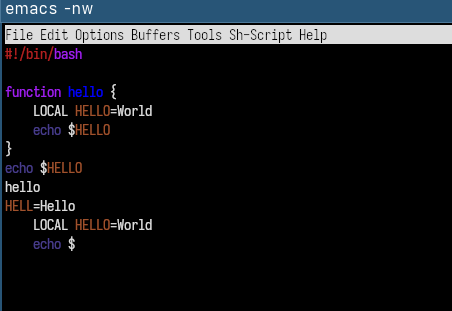 emacs -nw
File Edit Options Buffers Tools Sh-Script Help
#!/bin/bash
function hello {
    LOCAL HELLO=World
    echo $HELLO
}
echo $HELLO
hello
HELL=Hello
    LOCAL HELLO=World
    echo $